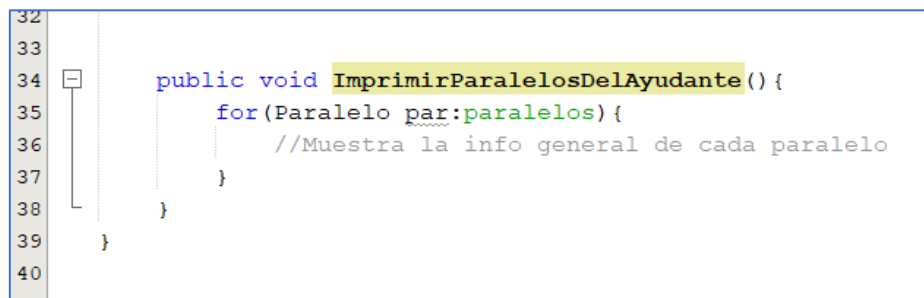 32
33
34 public void ImprimirParalelosDelAyudante(){
35 for(Paralelo par:paralelos){
36 //Muestra la info general de cada paralelo
37 }
38 }
39 }
40